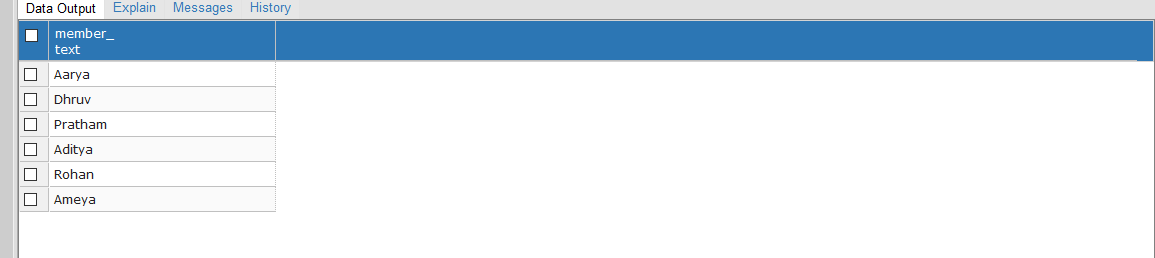 Data Output Explain Messages History
member_
text
Aarya
Dhruv
Pratham
Aditya
Rohan
Ameya